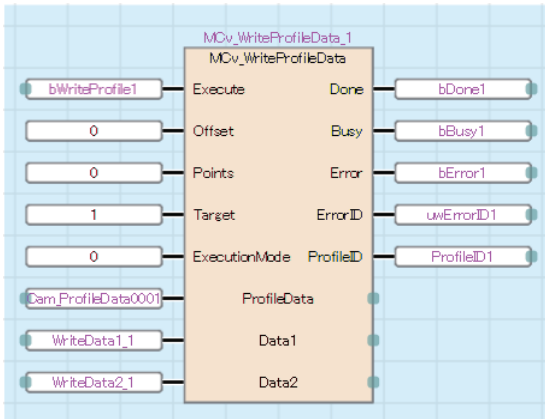 MCv_WriteProfileData_1
MCv_WriteProfileData
bWriteProfile1 Execute Done bDone1
0 Offset Busy bBusy1
0 Points Error bError1
1 Target ErrorID uwErrorID1
0 ExecutionMode ProfileID ProfileID1
Cam_ProfileData0001 ProfileData
WriteData1_1 Data1
WriteData2_1 Data2